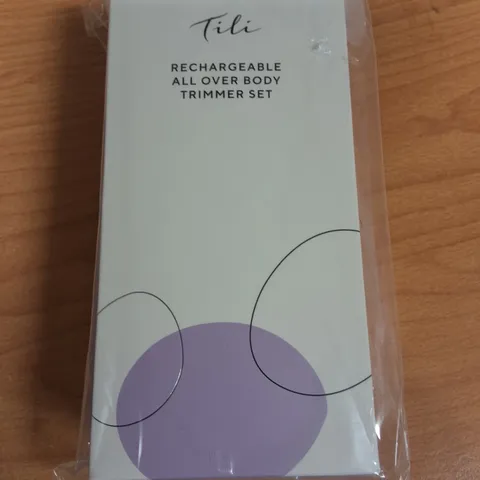 Tili
RECHARGEABLE
ALL OVER BODY
TRIMMER SET